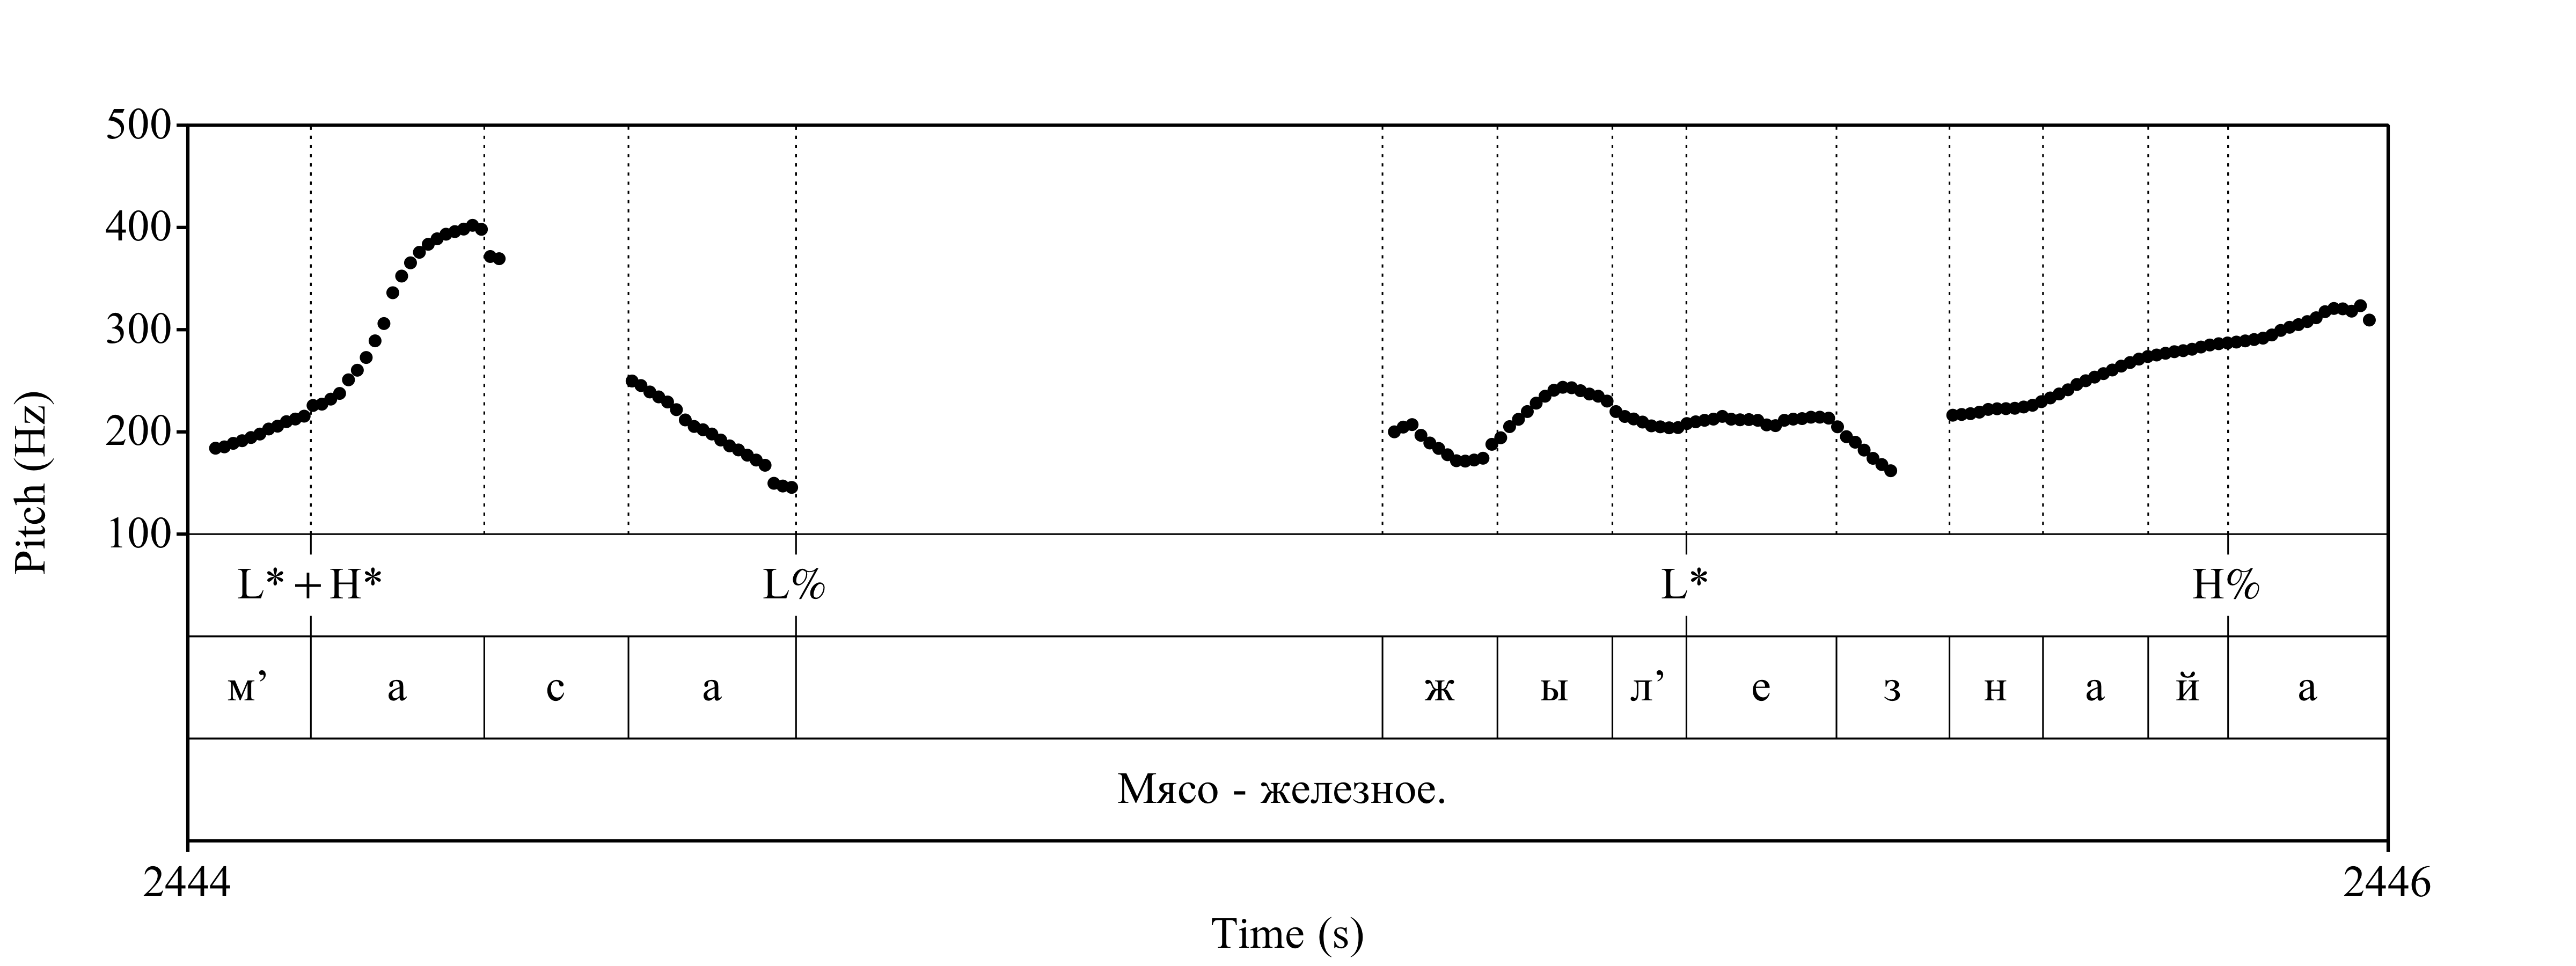 500
400
300
200
100
Pitch (Hz)
L* + H* L% L* H%
м’ а с а ж ы л’ е з н а й а
Мясо - железное.
2444 2446
Time (s)